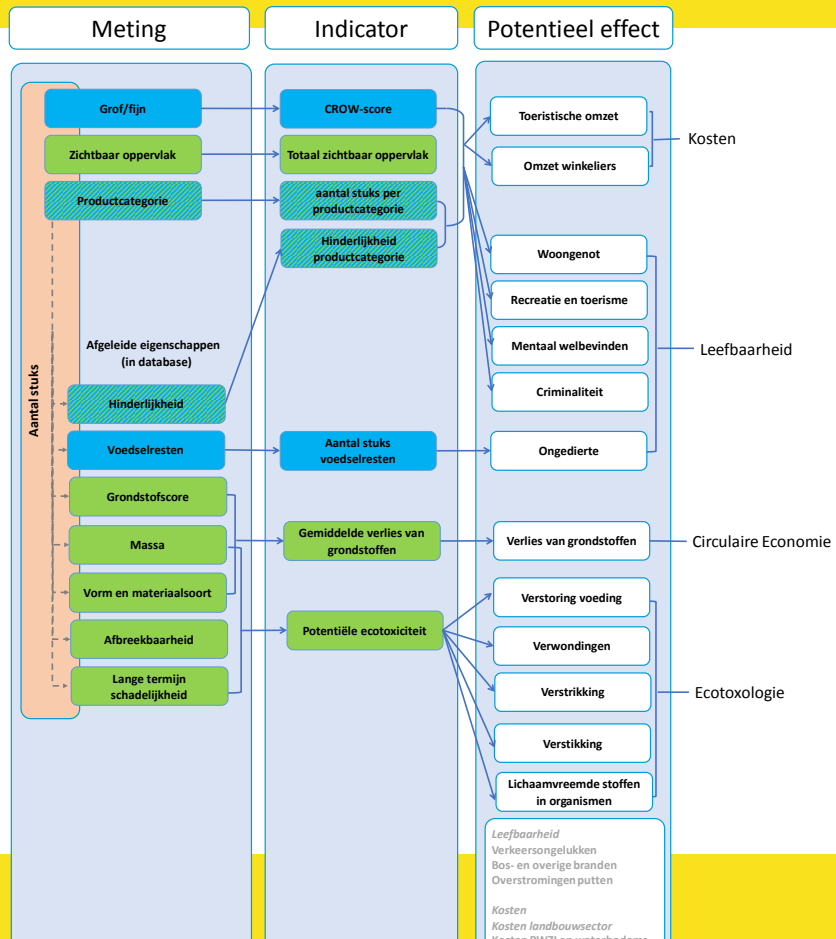 Meting
Indicator
Potentieel effect
Aantal stuks
Grof/fijn
Zichtbaar oppervlak
Productcategorie
Afgeleide eigenschappen
(in database)
Hinderlijkheid
Voedselresten
Grondstofscore
Massa
Vorm en materiaalsoort
Afbreekbaarheid
Lange termijn
schadelijkheid
CROW-score
Totaal zichtbaar oppervlak
aantal stuks per
productcategorie
Hinderlijkheid
productcategorie
Aantal stuks
voedselresten
Gemiddelde verlies van
grondstoffen
Potentiële ecotoxiciteit
Toeristische omzet
Omzet winkeliers
Woongenot
Recreatie en toerisme
Mentaal welbevinden
Criminaliteit
Ongedierte
Verlies van grondstoffen
Verstoring voeding
Verwondingen
Verstrikking
Verstikking
Lichaamvreemde stoffen
in organismen
Leefbaarheid
Verkeersongelukken
Bos- en overige branden
Overstromingen putten
Kosten
Kosten landbouwsector
Kosten RWZI en waterbodems
Kosten
Leefbaarheid
Circulaire Economie
Ecotoxologie